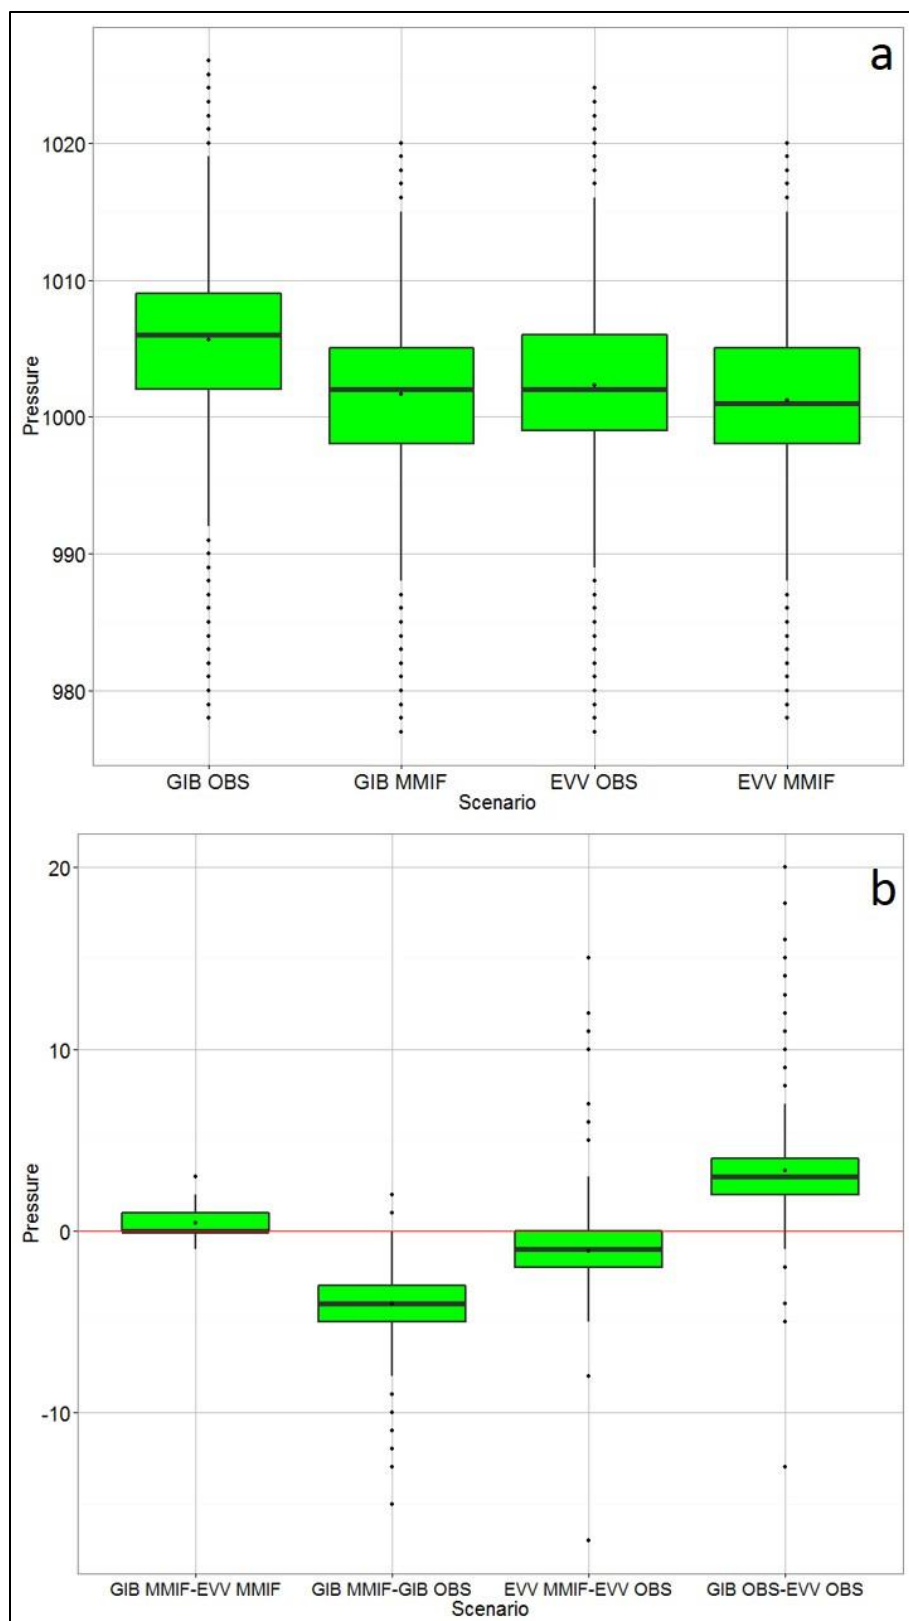 a
1020
1010
1000
990
980
Pressure
GIB OBS GIB MMIF EVV OBS EVV MMIF
Scenario
b
20
10
0
-10
Pressure
GIB MMIF-EVV MMIF GIB MMIF-GIB OBS EVV MMIF-EVV OBS GIB OBS-EVV OBS
Scenario